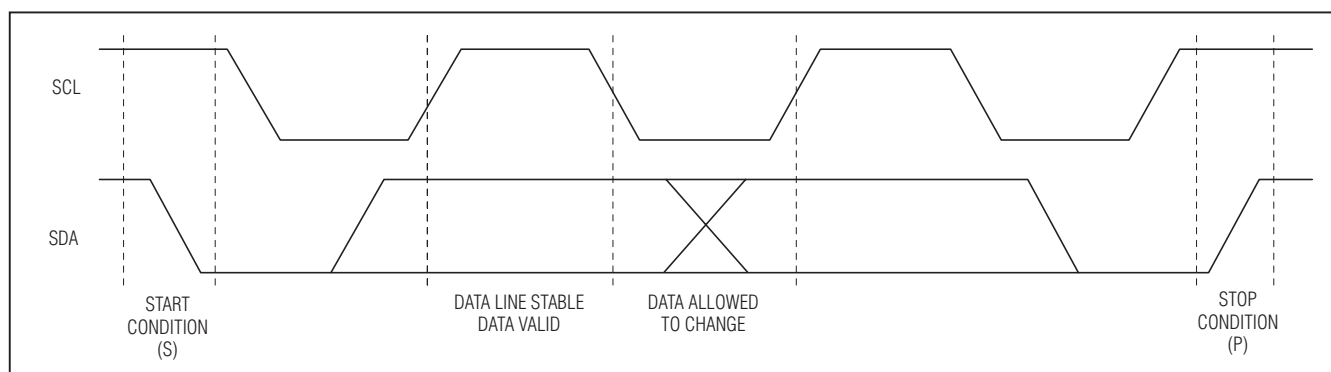 SCL
SDA
START
CONDITION
(S)
DATA LINE STABLE
DATA VALID
DATA ALLOWED
TO CHANGE
STOP
CONDITION
(P)